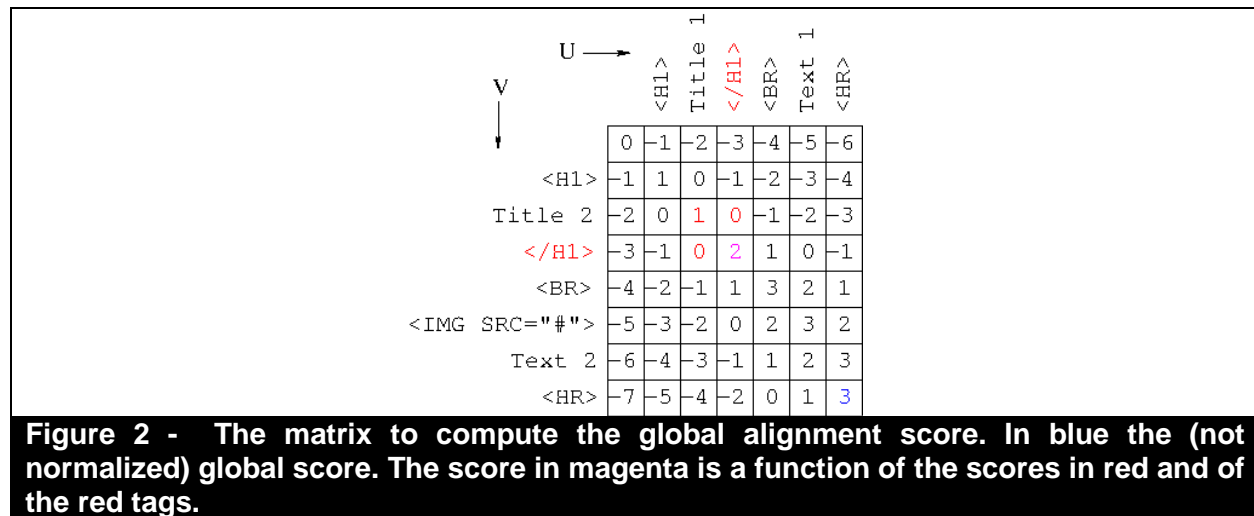 U
V
<H1> Title 1 </H1> <BR> Text 1 <HR>
0 -1 -2 -3 -4 -5 -6
<H1> -1 1 0 -1 -2 -3 -4
Title 2 -2 0 1 0 -1 -2 -3
</H1> -3 -1 0 2 1 0 -1
<BR> -4 -2 -1 1 3 2 1
<IMG SRC="#"> -5 -3 -2 0 2 3 2
Text 2 -6 -4 -3 -1 1 2 3
<HR> -7 -5 -4 -2 0 1 3
Figure 2 - The matrix to compute the global alignment score. In blue the (not
normalized) global score. The score in magenta is a function of the scores in red and of
the red tags.